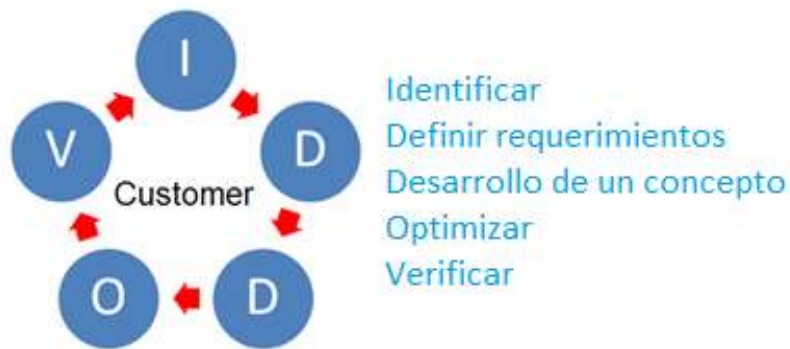 I
D
D
O
V
Customer
Identificar
Definir requerimientos
Desarrollo de un concepto
Optimizar
Verificar